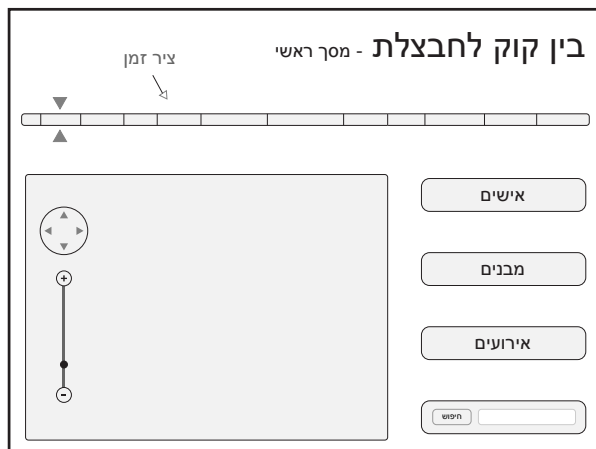 בין קוק לחבצלת - מסך ראשי
ציר זמן
אישים
מבנים
אירועים
חיפוש